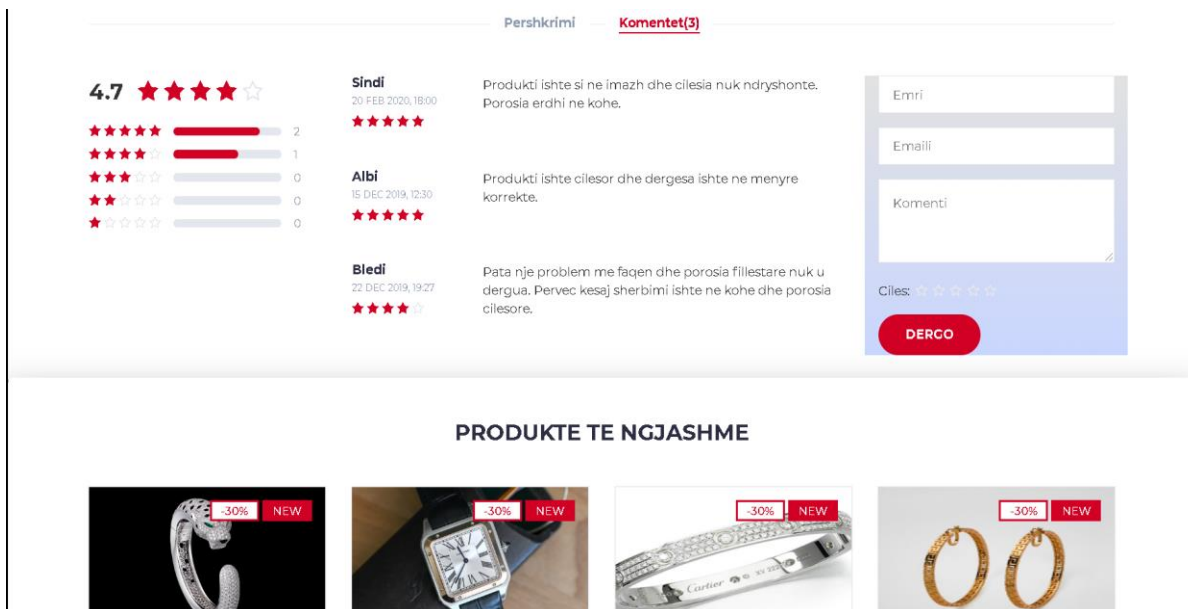 Pershkrimi Komentet(3)
4.7
2
1
0
0
0
Sindi
20 FEB 2020, 18:00
Produkti ishte si ne imazh dhe cilesia nuk ndryshonte.
Porosia erdhi ne kohe.
Albi
15 DEC 2019, 12:30
Produkti ishte cilesor dhe dergesa ishte ne menyre
korrekte.
Bledi
22 DEC 2019, 19:27
Pata nje problem me faqen dhe porosia fillestare nuk u
dergua. Pervec kesaj sherbimi ishte ne kohe dhe porosia
cilesore.
Emri
Emaili
Komenti
Ciles:
DERGO
PRODUKTE TE NGJASHME
-30% NEW
-30% NEW
-30% NEW
Cartier
-30% NEW